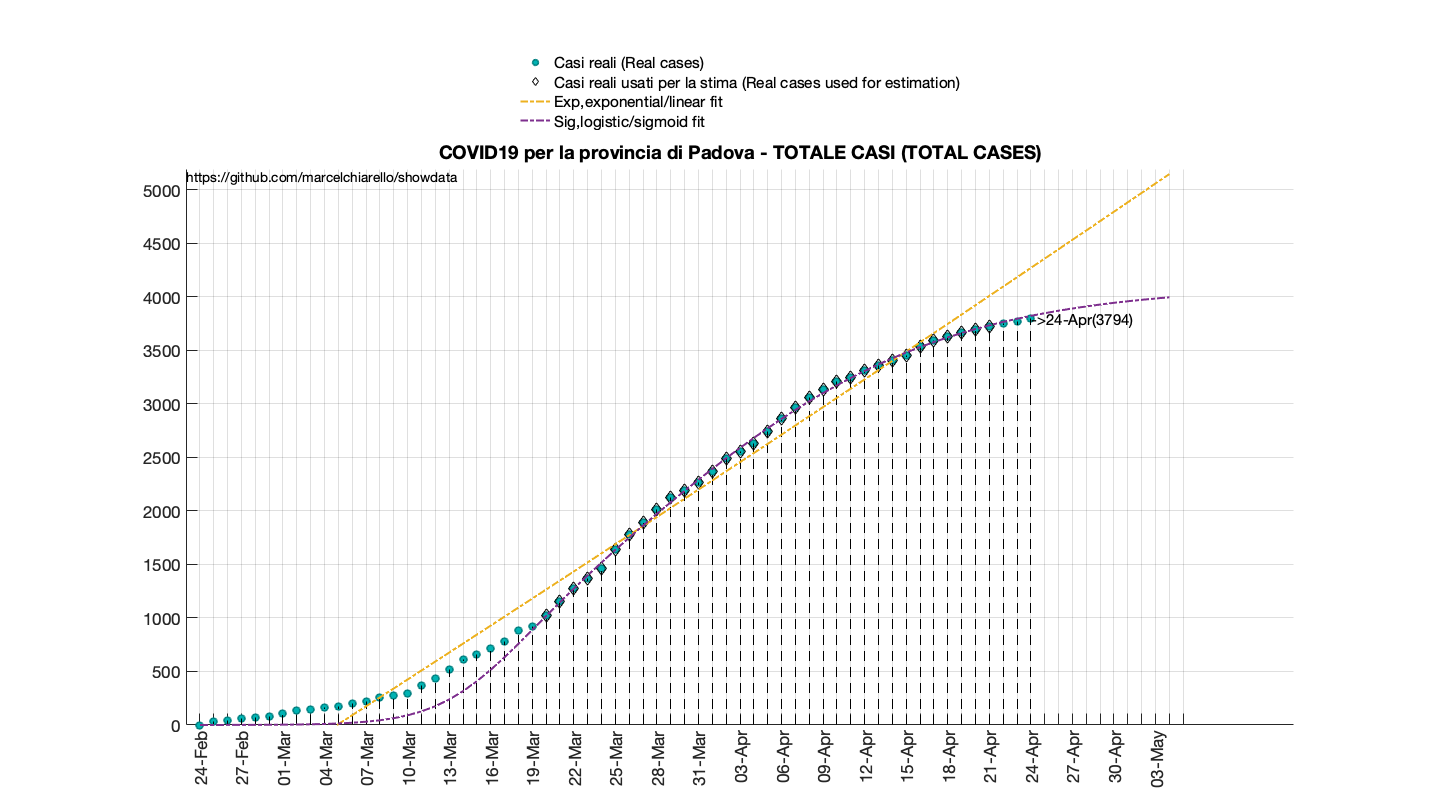 Casi reali (Real cases)
Casi reali usati per la stima (Real cases used for estimation)
Exp,exponential/linear fit
Sig,logistic/sigmoid fit
COVID19 per la provincia di Padova - TOTALE CASI (TOTAL CASES)
https://github.com/marcelchiarello/showdata
5000
4500
4000
3500
3000
2500
2000
1500
1000
500
0
->24-Apr(3794)
24-Feb
27-Feb
01-Mar
04-Mar
07-Mar
10-Mar
13-Mar
16-Mar
19-Mar
22-Mar
25-Mar
28-Mar
31-Mar
03-Apr
06-Apr
09-Apr
12-Apr
15-Apr
18-Apr
21-Apr
24-Apr
27-Apr
30-Apr
03-May